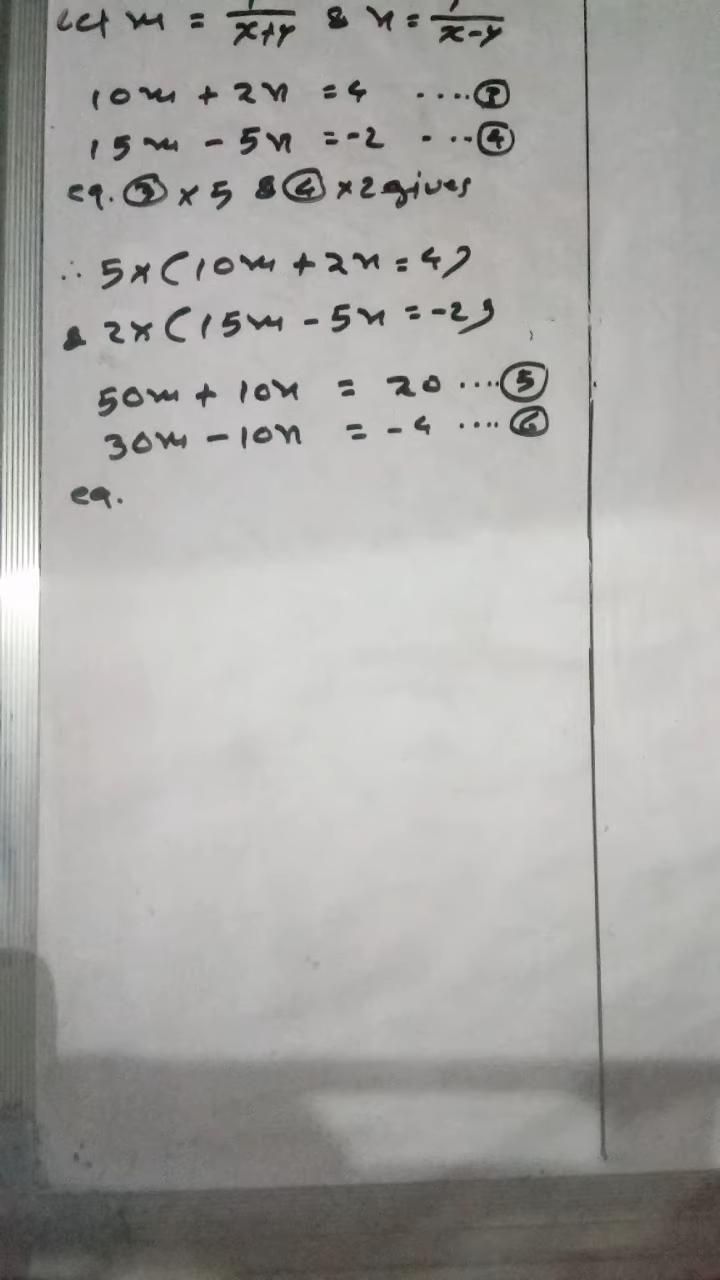 let m = 1/x+y & n = 1/x-y
10m + 2n = 4 ....③
15m - 5n = -2 ....④
eq. ③ × 5 & ④ × 2 gives
∴ 5×(10m + 2n = 4)
& 2×(15m - 5n = -2)
50m + 10n = 20 ....⑤
30m - 10n = -4 ....⑥
eq.